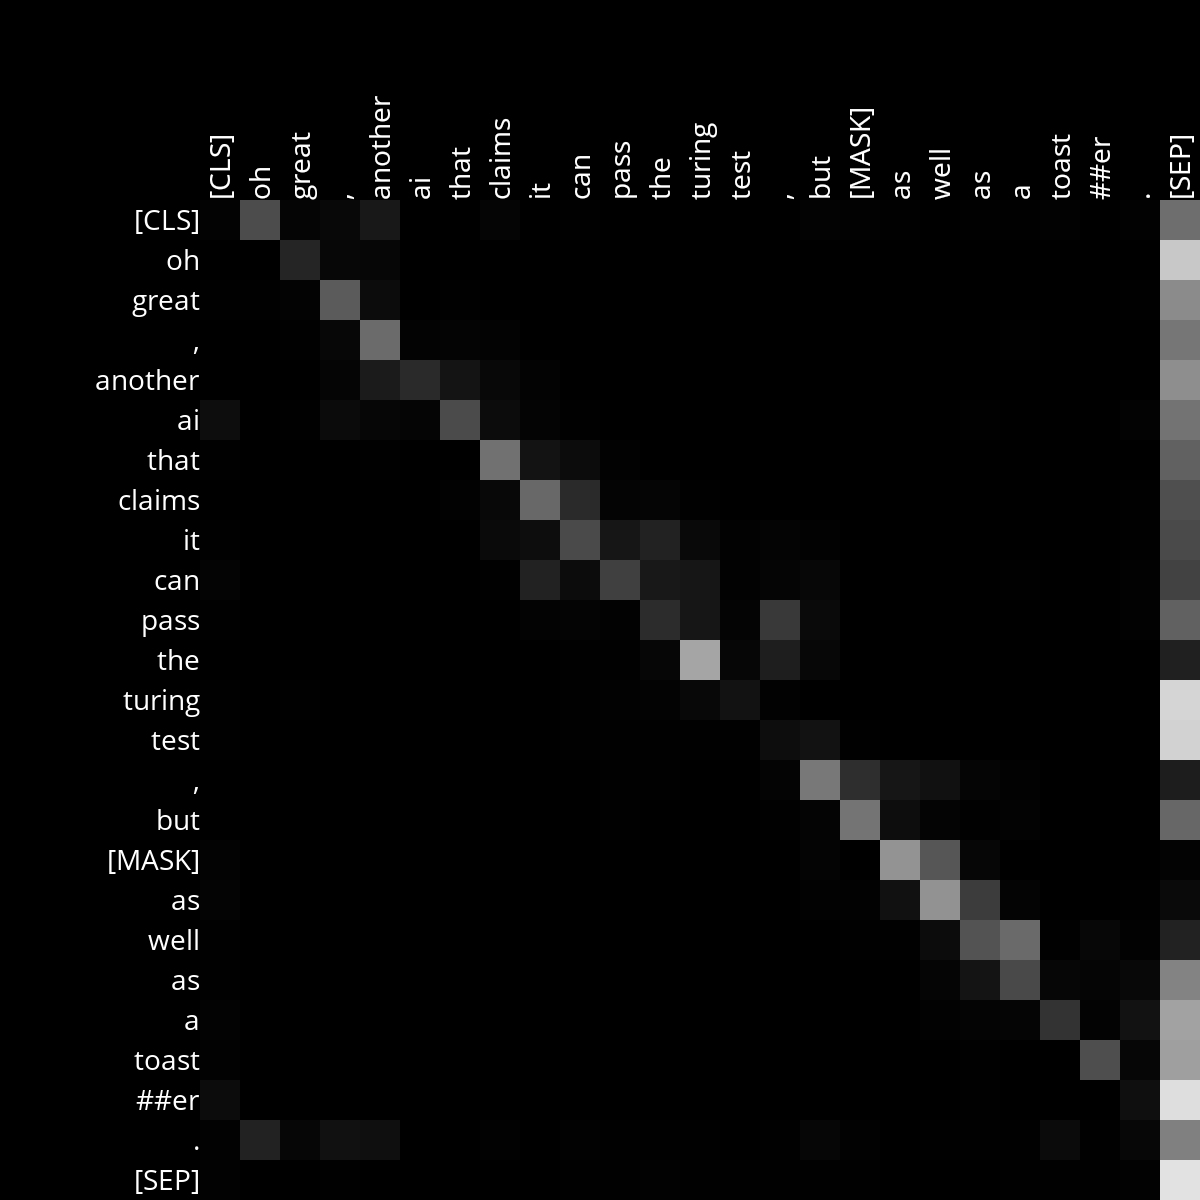 [CLS] oh great , another ai that claims it can pass the turing test , but [MASK] as well as a toast ##er . [SEP]
[CLS]
oh
great
,
another
ai
that
claims
it
can
pass
the
turing
test
,
but
[MASK]
as
well
as
a
toast
##er
.
[SEP]